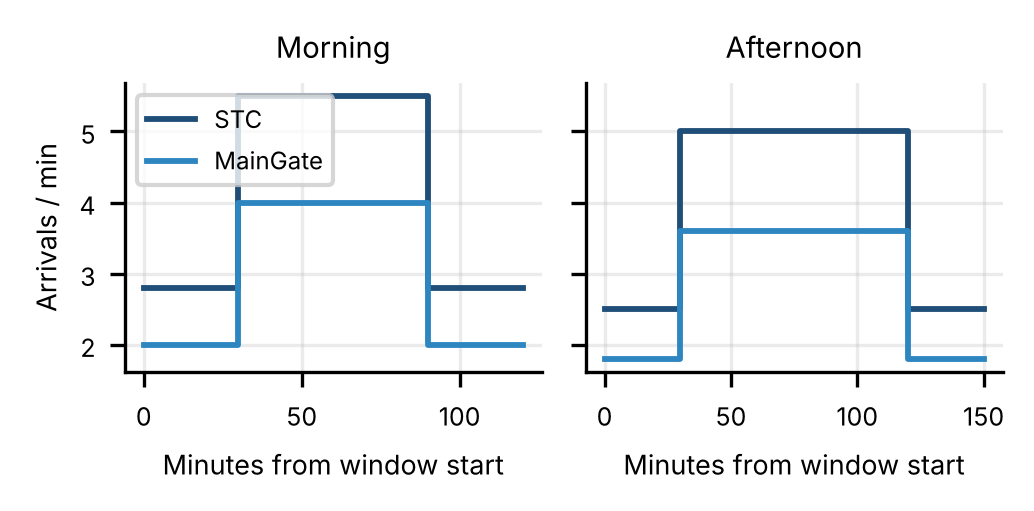 Morning
Afternoon
STC
MainGate
Arrivals / min
5
4
3
2
0 50 100
0 50 100 150
Minutes from window start
Minutes from window start